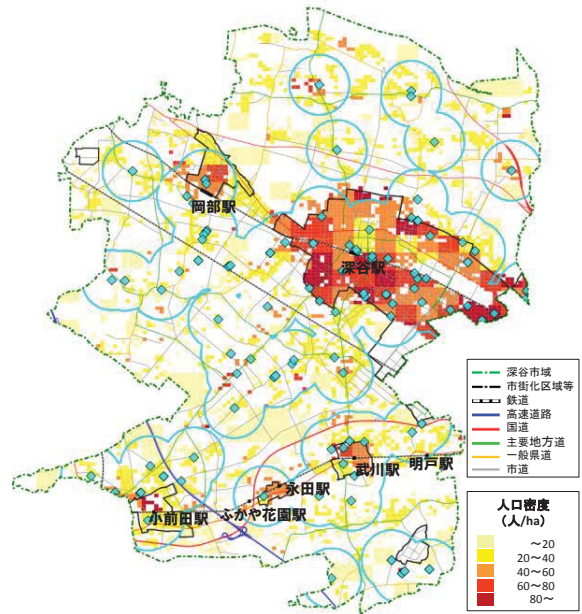 岡部駅
深谷駅
武川駅
明戸駅
永田駅
ふかや花園駅
小前田駅
深谷市域
市街化区域等
鉄道
高速道路
国道
主要地方道
一般県道
市道
人口密度
(人/ha)
～20
20～40
40～60
60～80
80～